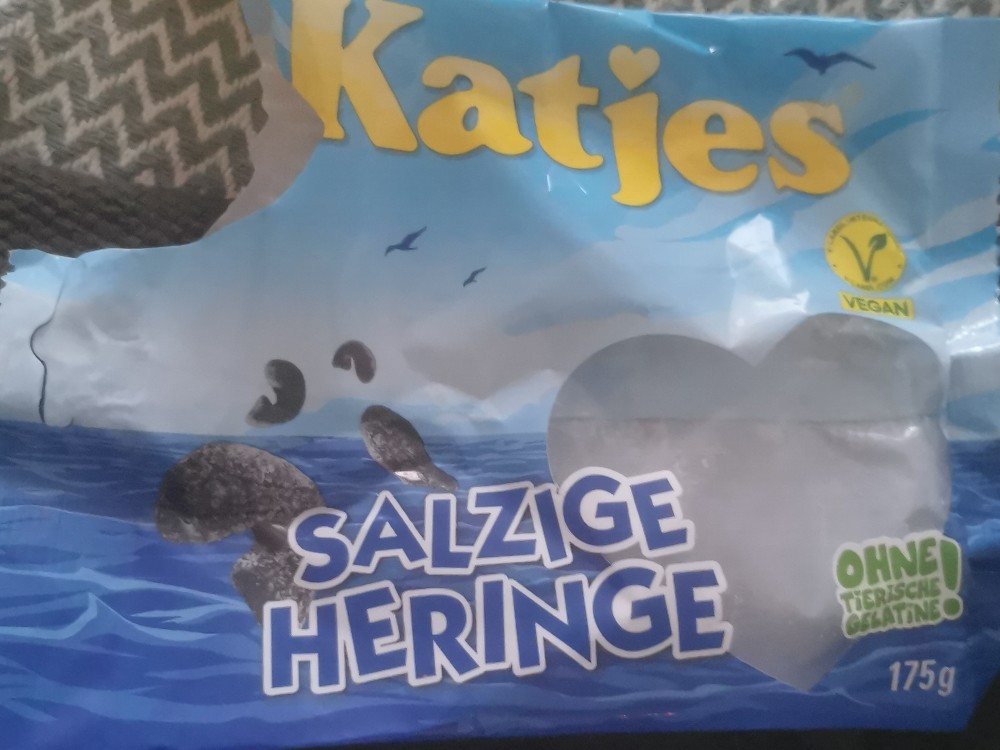 Katjes
VEGAN
SALZIGE
HERINGE
OHNE
TIERISCHE
GELATINE!
175g